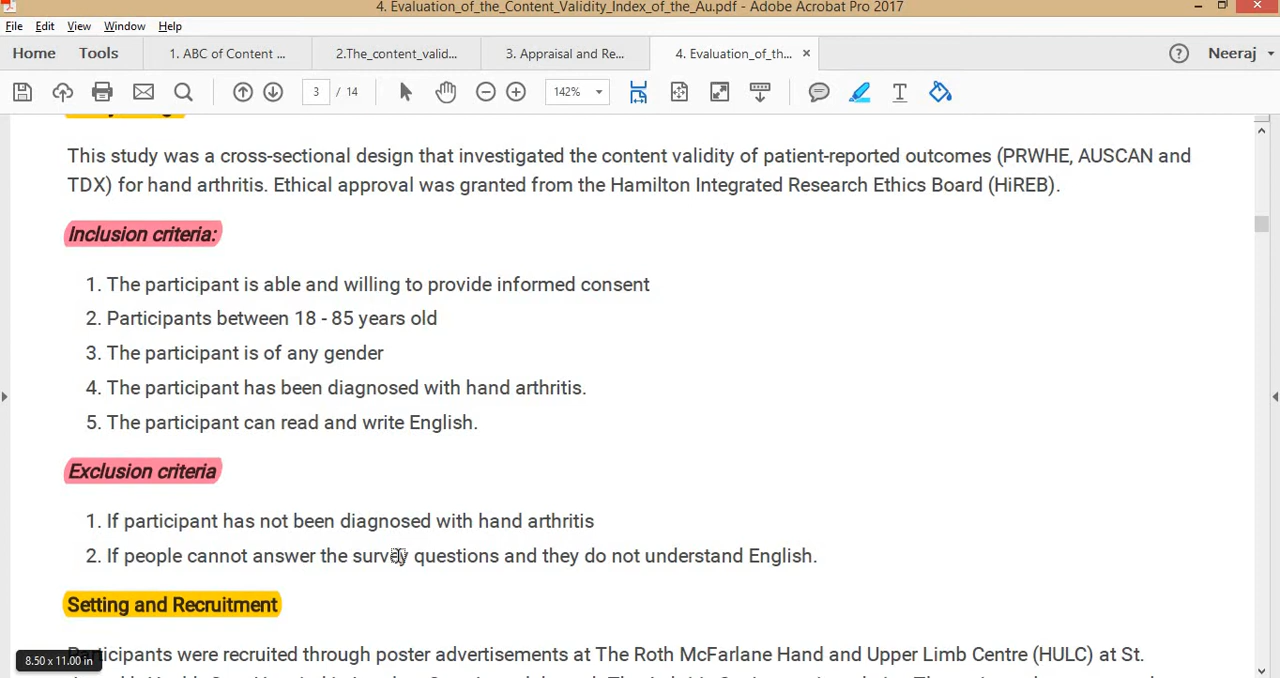 4. Evaluation_of_the_Content_Validity_Index_of_the_Au.pdf - Adobe Acrobat Pro 2017
File Edit View Window Help
Home Tools 1. ABC of Content ... 2.The_content_valid... 3. Appraisal and Re... 4. Evaluation_of_th... × Neeraj
3 / 14 142%
This study was a cross-sectional design that investigated the content validity of patient-reported outcomes (PRWHE, AUSCAN and
TDX) for hand arthritis. Ethical approval was granted from the Hamilton Integrated Research Ethics Board (HiREB).
Inclusion criteria:
1. The participant is able and willing to provide informed consent
2. Participants between 18 - 85 years old
3. The participant is of any gender
4. The participant has been diagnosed with hand arthritis.
5. The participant can read and write English.
Exclusion criteria
1. If participant has not been diagnosed with hand arthritis
2. If people cannot answer the survey questions and they do not understand English.
Setting and Recruitment
Participants were recruited through poster advertisements at The Roth McFarlane Hand and Upper Limb Centre (HULC) at St.
8.50 x 11.00 in